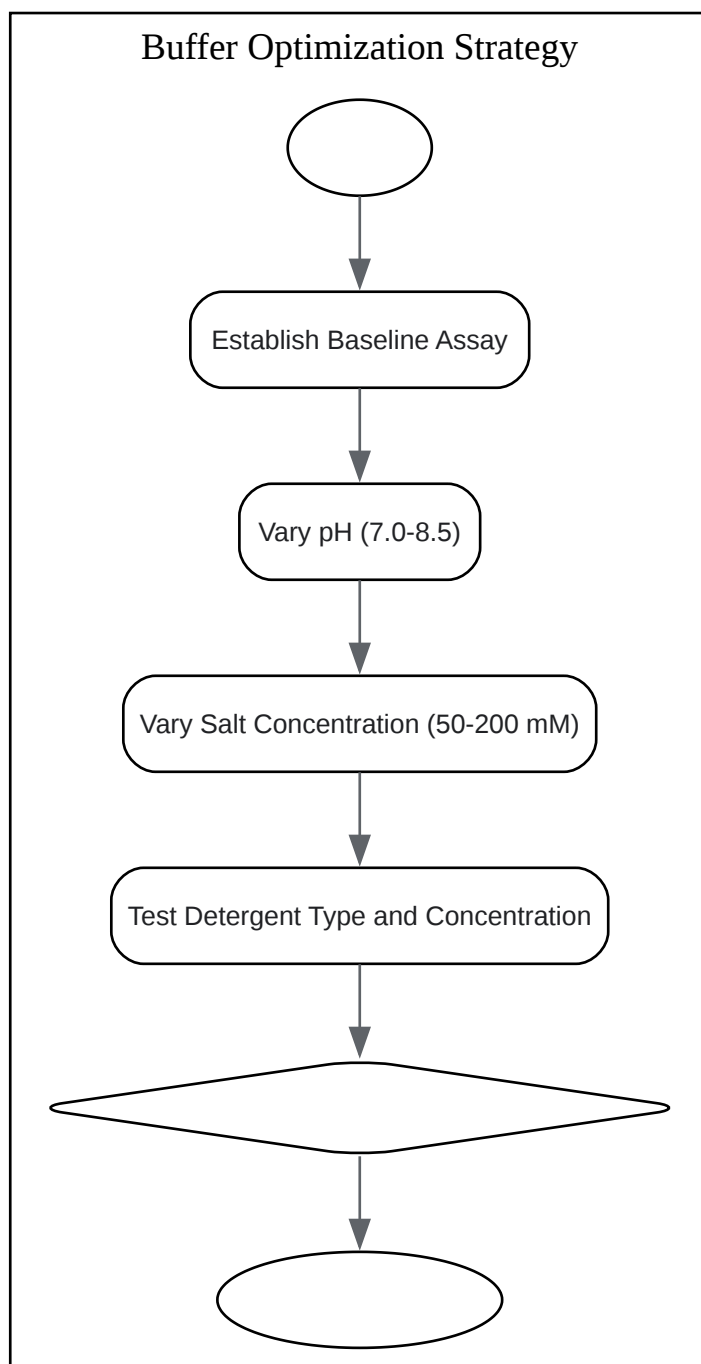 Buffer Optimization Strategy
Establish Baseline Assay
Vary pH (7.0-8.5)
Vary Salt Concentration (50-200 mM)
Test Detergent Type and Concentration